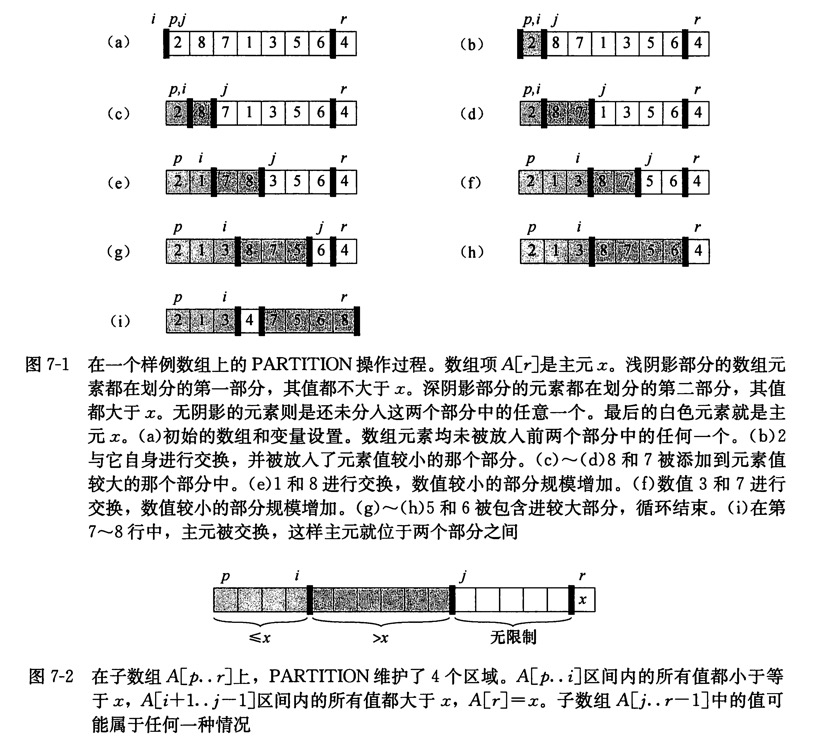 i p,j r
(a) 2 8 7 1 3 5 6 4
p,i j r
(b) 2 8 7 1 3 5 6 4
p,i j r
(c) 2 8 7 1 3 5 6 4
p,i j r
(d) 2 8 7 1 3 5 6 4
p i j r
(e) 2 1 7 8 3 5 6 4
p i j r
(f) 2 1 3 8 7 5 6 4
p i j r
(g) 2 1 3 8 7 5 6 4
p i r
(h) 2 1 3 8 7 5 6 4
p i r
(i) 2 1 3 4 7 5 6 8
图 7-1 在一个样例数组上的 PARTITION 操作过程。数组项 A[r]是主元 x。浅阴影部分的数组元
素都在划分的第一部分，其值都不大于 x。深阴影部分的元素都在划分的第二部分，其值
都大于 x。无阴影的元素则是还未分入这两个部分中的任意一个。最后的白色元素就是主
元 x。(a)初始的数组和变量设置。数组元素均未被放入前两个部分中的任何一个。(b)2
与它自身进行交换，并被放入了元素值较小的那个部分。(c)～(d)8 和 7 被添加到元素值
较大的那个部分中。(e)1 和 8 进行交换，数值较小的部分规模增加。(f)数值 3 和 7 进行
交换，数值较小的部分规模增加。(g)～(h)5 和 6 被包含进较大部分，循环结束。(i)在第
7～8 行中，主元被交换，这样主元就位于两个部分之间
p i j r
x
≤x >x 无限制
图 7-2 在子数组 A[p..r]上，PARTITION 维护了 4 个区域。A[p..i]区间内的所有值都小于等
于 x，A[i+1..j−1]区间内的所有值都大于 x，A[r]=x。子数组 A[j..r−1]中的值可
能属于任何一种情况